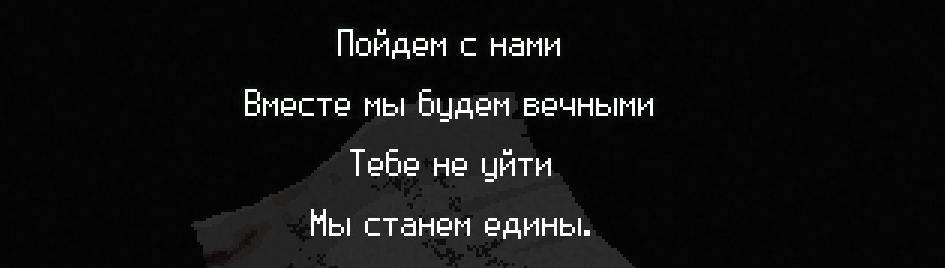 Пойдем с нами
Вместе мы будем вечными
Тебе не уйти
Мы станем едины.